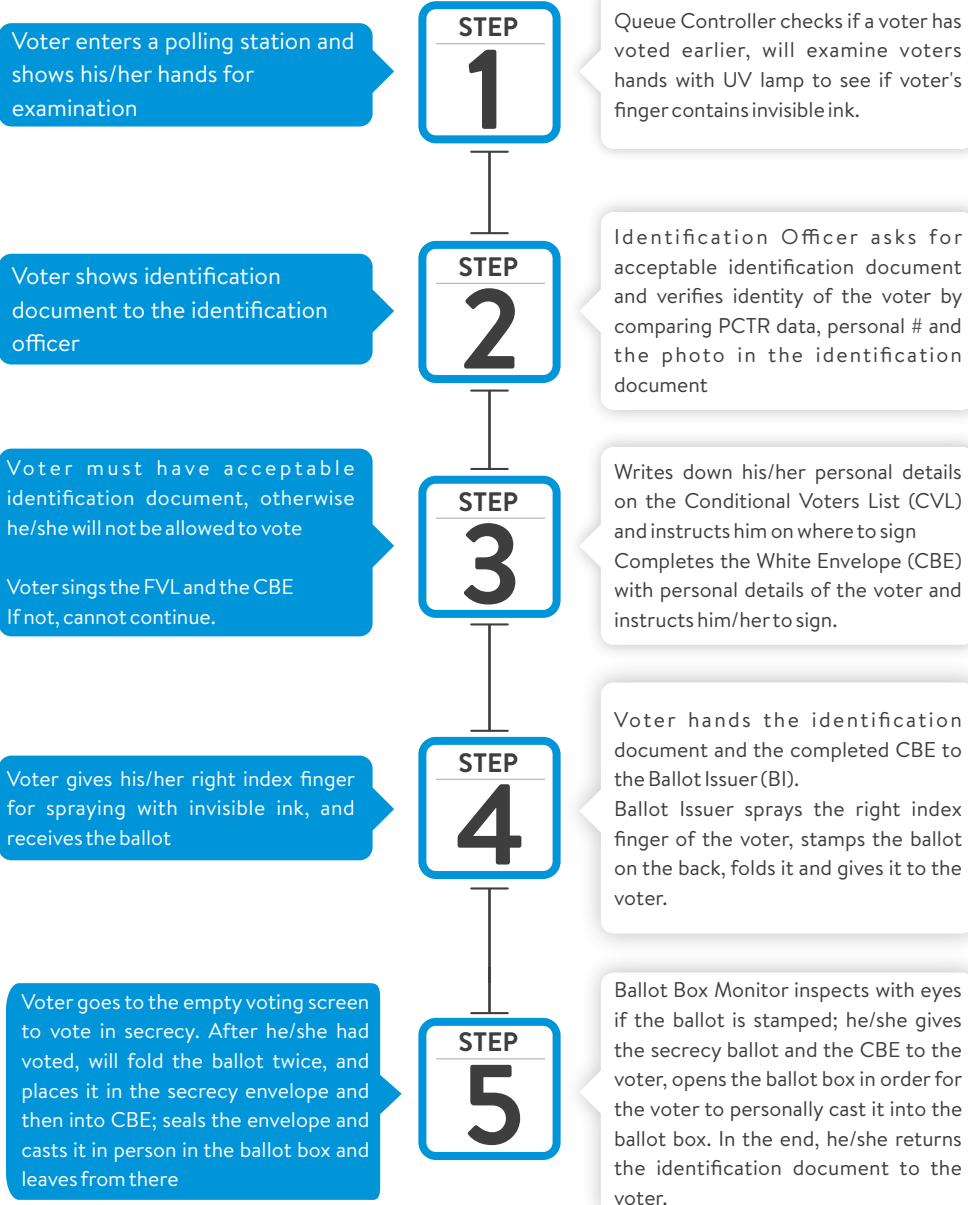 Voter enters a polling station and
shows his/her hands for
examination
STEP
1
Queue Controller checks if a voter has
voted earlier, will examine voters
hands with UV lamp to see if voter's
finger contains invisible ink.
Voter shows identification
document to the identification
officer
STEP
2
Identification Officer asks for
acceptable identification document
and verifies identity of the voter by
comparing PCTR data, personal # and
the photo in the identification
document
Voter must have acceptable
identification document, otherwise
he/she will not be allowed to vote
Voter sings the FVL and the CBE
If not, cannot continue.
STEP
3
Writes down his/her personal details
on the Conditional Voters List (CVL)
and instructs him on where to sign
Completes the White Envelope (CBE)
with personal details of the voter and
instructs him/her to sign.
Voter gives his/her right index finger
for spraying with invisible ink, and
receives the ballot
STEP
4
Voter hands the identification
document and the completed CBE to
the Ballot Issuer (BI).
Ballot Issuer sprays the right index
finger of the voter, stamps the ballot
on the back, folds it and gives it to the
voter.
Voter goes to the empty voting screen
to vote in secrecy. After he/she had
voted, will fold the ballot twice, and
places it in the secrecy envelope and
then into CBE; seals the envelope and
casts it in person in the ballot box and
leaves from there
STEP
5
Ballot Box Monitor inspects with eyes
if the ballot is stamped; he/she gives
the secrecy ballot and the CBE to the
voter, opens the ballot box in order for
the voter to personally cast it into the
ballot box. In the end, he/she returns
the identification document to the
voter.